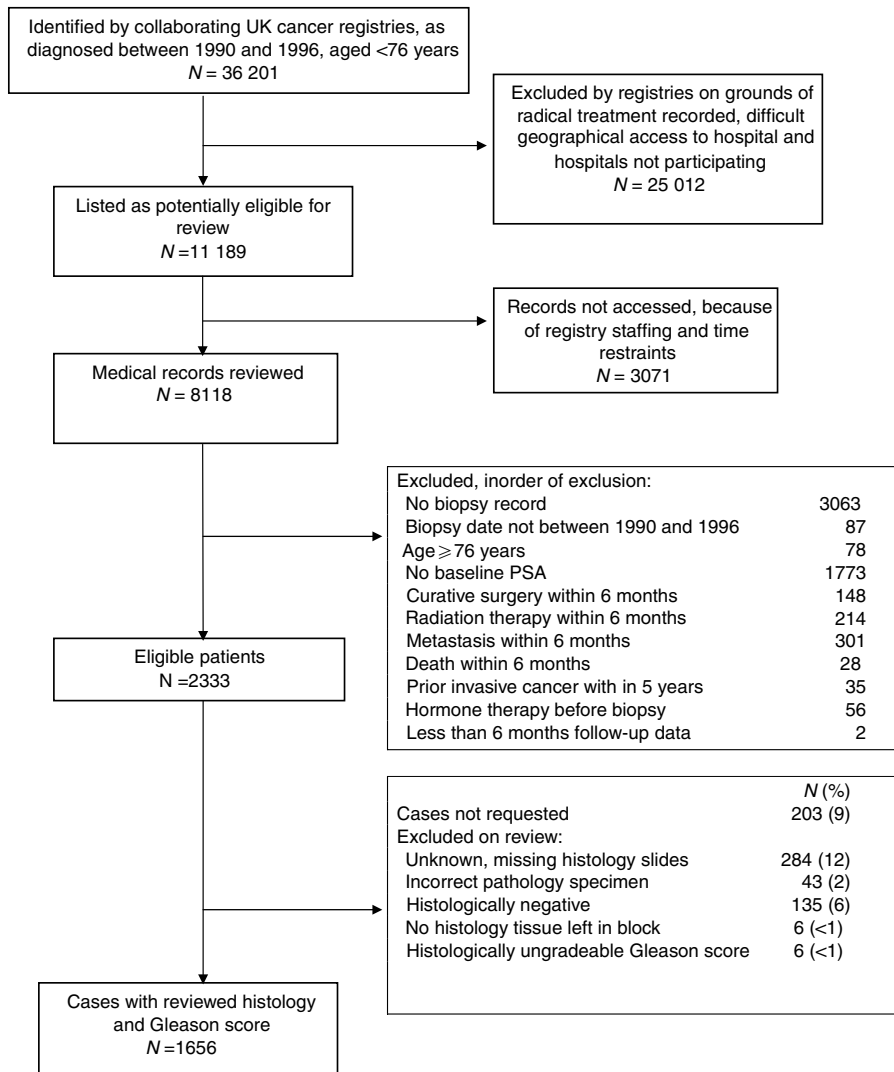 Identified by collaborating UK cancer registries, as
diagnosed between 1990 and 1996, aged <76 years
N = 36 201
Excluded by registries on grounds of
radical treatment recorded, difficult
geographical access to hospital and
hospitals not participating
N = 25 012
Listed as potentially eligible for
review
N =11 189
Records not accessed, because
of registry staffing and time
restraints
N = 3071
Medical records reviewed
N = 8118
Excluded, inorder of exclusion:
No biopsy record 3063
Biopsy date not between 1990 and 1996 87
Age ⩾ 76 years 78
No baseline PSA 1773
Curative surgery within 6 months 148
Radiation therapy within 6 months 214
Metastasis within 6 months 301
Death within 6 months 28
Prior invasive cancer with in 5 years 35
Hormone therapy before biopsy 56
Less than 6 months follow-up data 2
Eligible patients
N =2333
N (%)
Cases not requested 203 (9)
Excluded on review:
Unknown, missing histology slides 284 (12)
Incorrect pathology specimen 43 (2)
Histologically negative 135 (6)
No histology tissue left in block 6 (<1)
Histologically ungradeable Gleason score 6 (<1)
Cases with reviewed histology
and Gleason score
N =1656